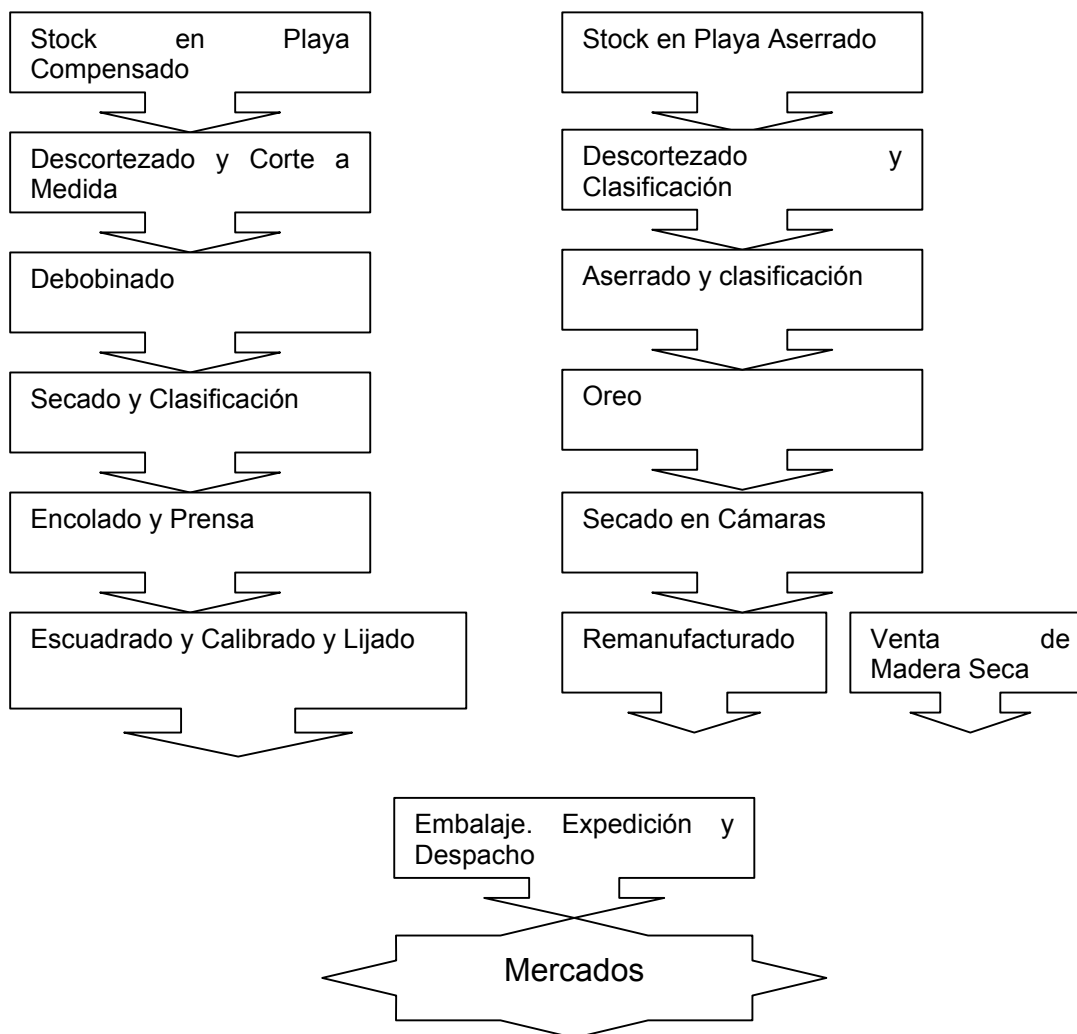 Stock en Playa
Compensado
Descortezado y Corte a
Medida
Debobinado
Secado y Clasificación
Encolado y Prensa
Escuadrado y Calibrado y Lijado
Stock en Playa Aserrado
Descortezado y
Clasificación
Aserrado y clasificación
Oreo
Secado en Cámaras
Remanufacturado
Venta de
Madera Seca
Embalaje. Expedición y
Despacho
Mercados